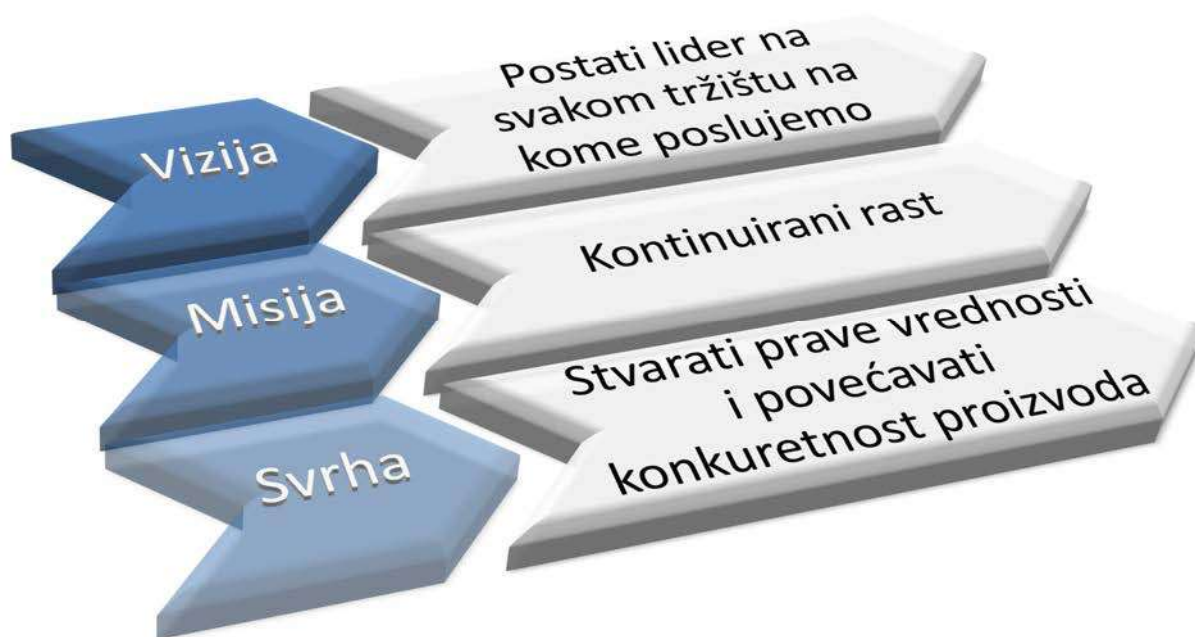 Vizija
Postati lider na
svakom tržištu na
kome poslujemo
Misija
Kontinuirani rast
Svrha
Stvarati prave vrednosti
i povećavati
konkuretnost proizvoda